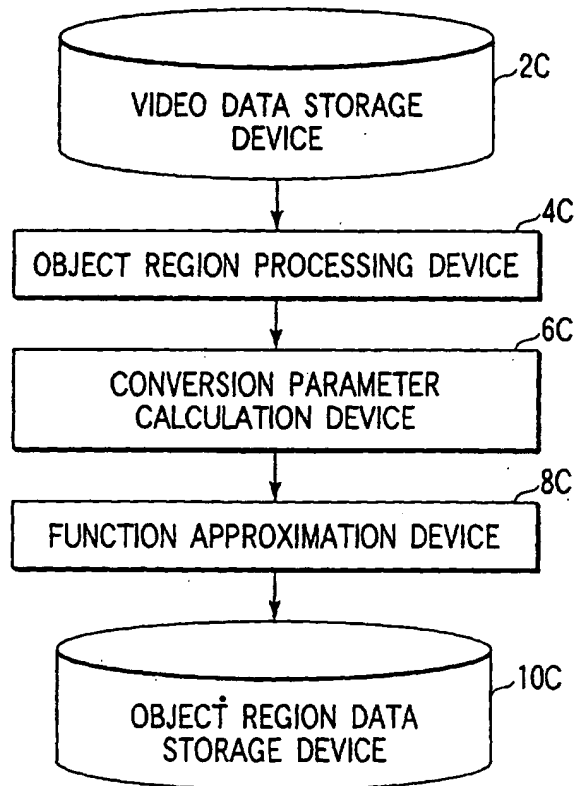 2C
VIDEO DATA STORAGE
DEVICE
4C
OBJECT REGION PROCESSING DEVICE
6C
CONVERSION PARAMETER
CALCULATION DEVICE
8C
FUNCTION APPROXIMATION DEVICE
10C
OBJECT REGION DATA
STORAGE DEVICE